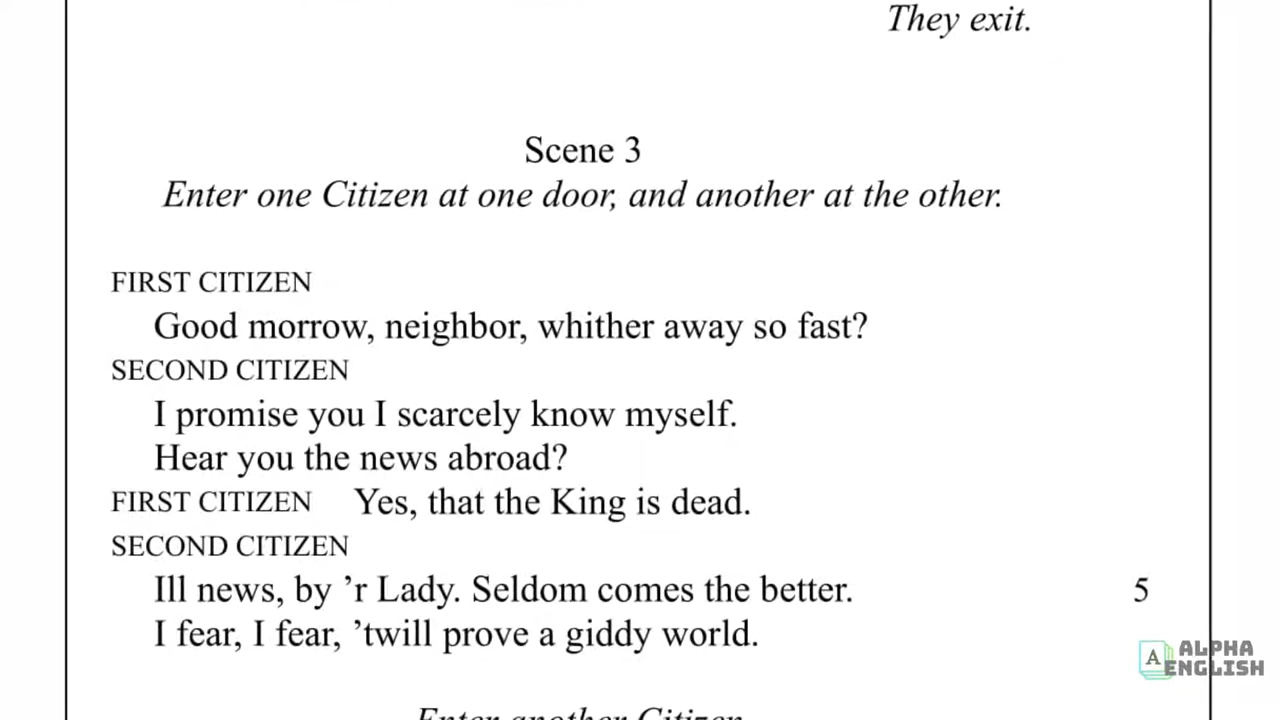 They exit.
Scene 3
Enter one Citizen at one door, and another at the other.
FIRST CITIZEN
Good morrow, neighbor, whither away so fast?
SECOND CITIZEN
I promise you I scarcely know myself.
Hear you the news abroad?
FIRST CITIZEN Yes, that the King is dead.
SECOND CITIZEN
Ill news, by ’r Lady. Seldom comes the better. 5
I fear, I fear, ’twill prove a giddy world.
Enter another Citizen.
A ALPHA
ENGLISH